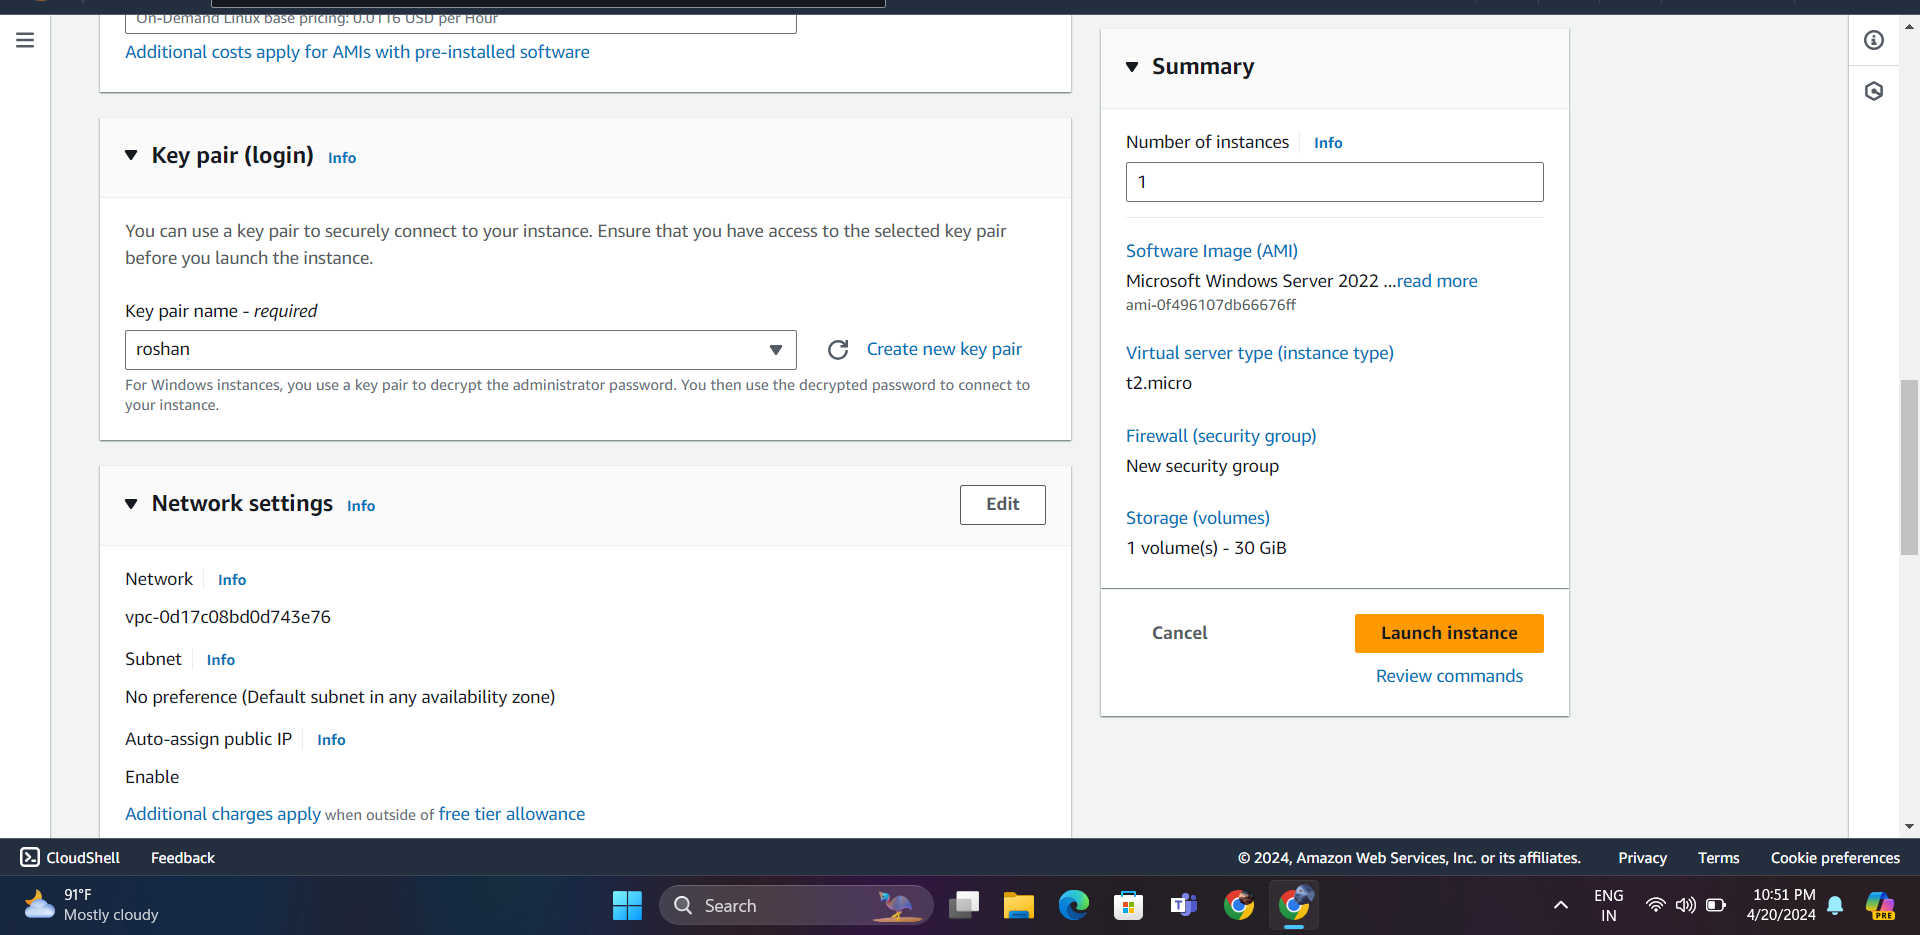 On-Demand Linux base pricing: 0.0116 USD per Hour
Additional costs apply for AMIs with pre-installed software
Key pair (login) Info
You can use a key pair to securely connect to your instance. Ensure that you have access to the selected key pair
before you launch the instance.
Key pair name - required
roshan
Create new key pair
For Windows instances, you use a key pair to decrypt the administrator password. You then use the decrypted password to connect to
your instance.
Network settings Info
Edit
Network Info
vpc-0d17c08bd0d743e76
Subnet Info
No preference (Default subnet in any availability zone)
Auto-assign public IP Info
Enable
Additional charges apply when outside of free tier allowance
Summary
Number of instances Info
1
Software Image (AMI)
Microsoft Windows Server 2022 ...read more
ami-0f496107db66676ff
Virtual server type (instance type)
t2.micro
Firewall (security group)
New security group
Storage (volumes)
1 volume(s) - 30 GiB
Cancel
Launch instance
Review commands
CloudShell Feedback
© 2024, Amazon Web Services, Inc. or its affiliates. Privacy Terms Cookie preferences
91°F
Mostly cloudy
Search
ENG
IN
10:51 PM
4/20/2024
PRE